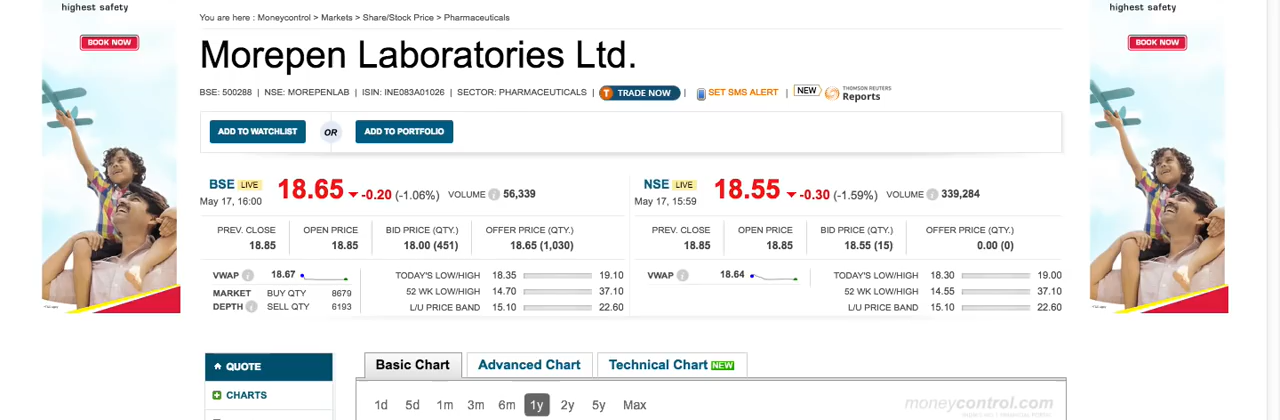 highest safety
BOOK NOW
You are here : Moneycontrol > Markets > Share/Stock Price > Pharmaceuticals
highest safety
BOOK NOW
Morepen Laboratories Ltd.
BSE: 500288 | NSE: MOREPENLAB | ISIN: INE083A01026 | SECTOR: PHARMACEUTICALS | T TRADE NOW | SET SMS ALERT | NEW THOMSON REUTERS Reports
ADD TO WATCHLIST OR ADD TO PORTFOLIO
BSE LIVE 18.65 -0.20 (-1.06%) VOLUME i 56,339
May 17, 16:00
PREV. CLOSE OPEN PRICE BID PRICE (QTY.) OFFER PRICE (QTY.)
18.85 18.85 18.00 (451) 18.65 (1,030)
VWAP i 18.67 TODAY'S LOW/HIGH 18.35 19.10
MARKET BUY QTY 8679 52 WK LOW/HIGH 14.70 37.10
DEPTH i SELL QTY 6193 L/U PRICE BAND 15.10 22.60
NSE LIVE 18.55 -0.30 (-1.59%) VOLUME i 339,284
May 17, 15:59
PREV. CLOSE OPEN PRICE BID PRICE (QTY.) OFFER PRICE (QTY.)
18.85 18.85 18.55 (15) 0.00 (0)
VWAP i 18.64 TODAY'S LOW/HIGH 18.30 19.00
52 WK LOW/HIGH 14.55 37.10
L/U PRICE BAND 15.10 22.60
QUOTE
CHARTS
Basic Chart Advanced Chart Technical Chart NEW
1d 5d 1m 3m 6m 1y 2y 5y Max
moneycontrol.com